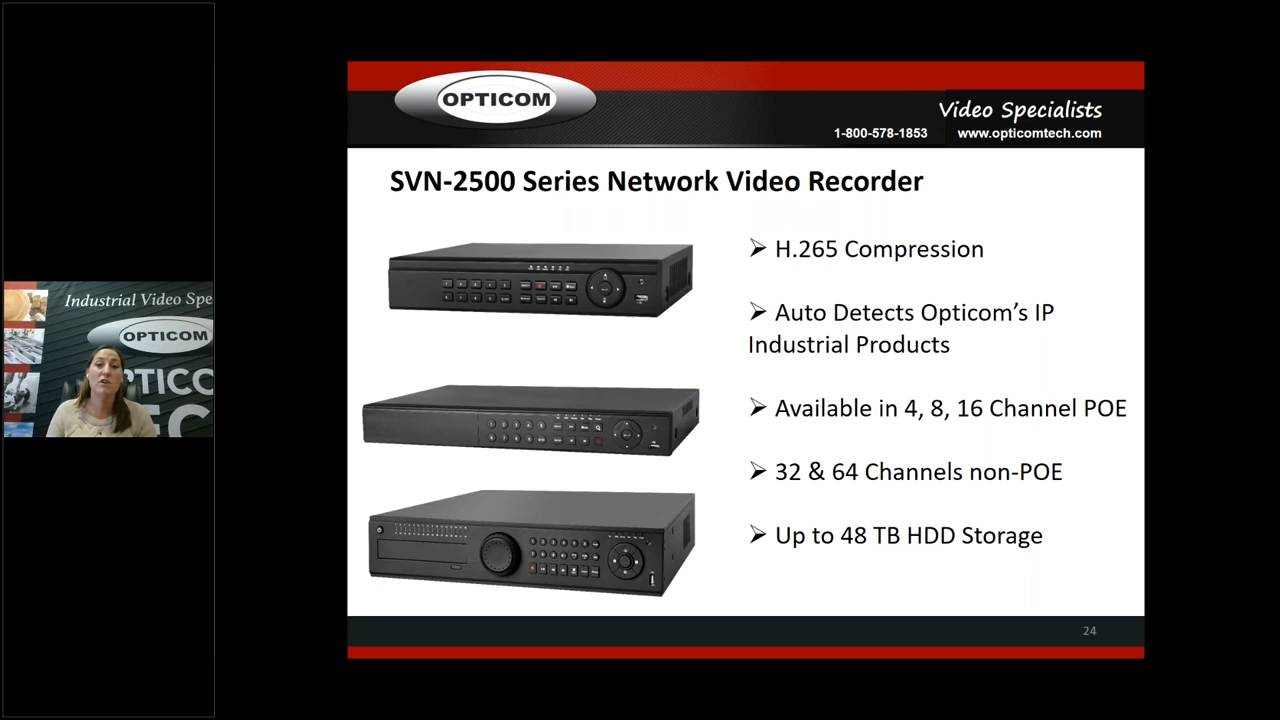 OPTICOM
Video Specialists
1-800-578-1853 www.opticomtech.com
SVN-2500 Series Network Video Recorder
➢ H.265 Compression
➢ Auto Detects Opticom’s IP
Industrial Products
➢ Available in 4, 8, 16 Channel POE
➢ 32 & 64 Channels non-POE
➢ Up to 48 TB HDD Storage
24
Industrial Video Spe
OPTICOM